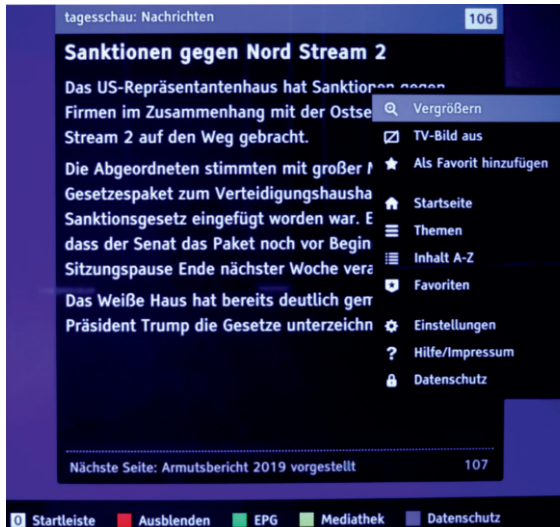 tagesschau: Nachrichten 106
Sanktionen gegen Nord Stream 2
Das US-Repräsentantenhaus hat Sanktionen gegen
Firmen im Zusammenhang mit der Ostse
Stream 2 auf den Weg gebracht.
Die Abgeordneten stimmten mit großer
Gesetzespaket zum Verteidigungshausha
Sanktionsgesetz eingefügt worden war. E
dass der Senat das Paket noch vor Begin
Sitzungspause Ende nächster Woche vera
Das Weiße Haus hat bereits deutlich gem
Präsident Trump die Gesetze unterzeichn
Vergrößern
TV-Bild aus
Als Favorit hinzufügen
Startseite
Themen
Inhalt A-Z
Favoriten
Einstellungen
Hilfe/Impressum
Datenschutz
Nächste Seite: Armutsbericht 2019 vorgestellt 107
0 Startleiste Ausblenden EPG Mediathek Datenschutz